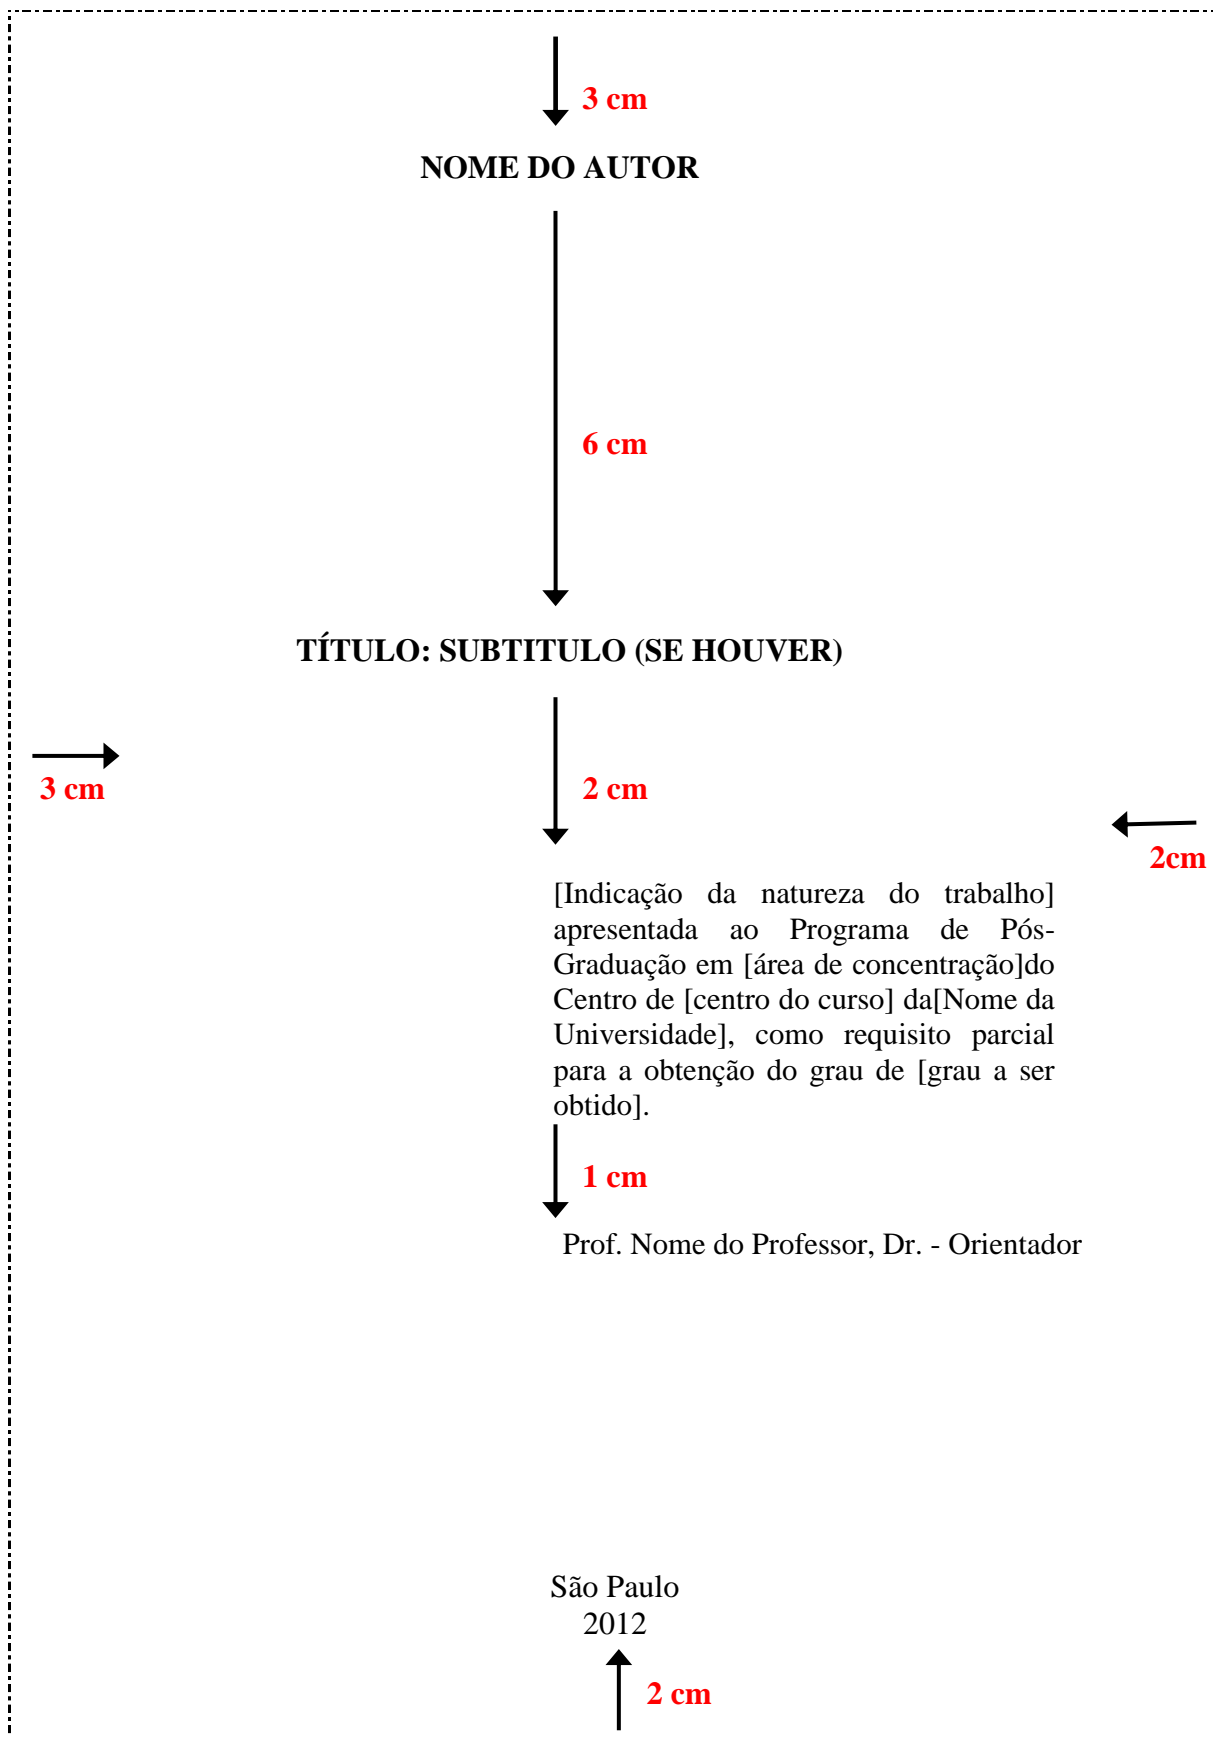 3 cm
NOME DO AUTOR
6 cm
TÍTULO: SUBTITULO (SE HOUVER)
3 cm
2 cm
2cm
[Indicação da natureza do trabalho]
apresentada ao Programa de Pós-
Graduação em [área de concentração]do
Centro de [centro do curso] da[Nome da
Universidade], como requisito parcial
para a obtenção do grau de [grau a ser
obtido].
1 cm
Prof. Nome do Professor, Dr. - Orientador
São Paulo
2012
2 cm